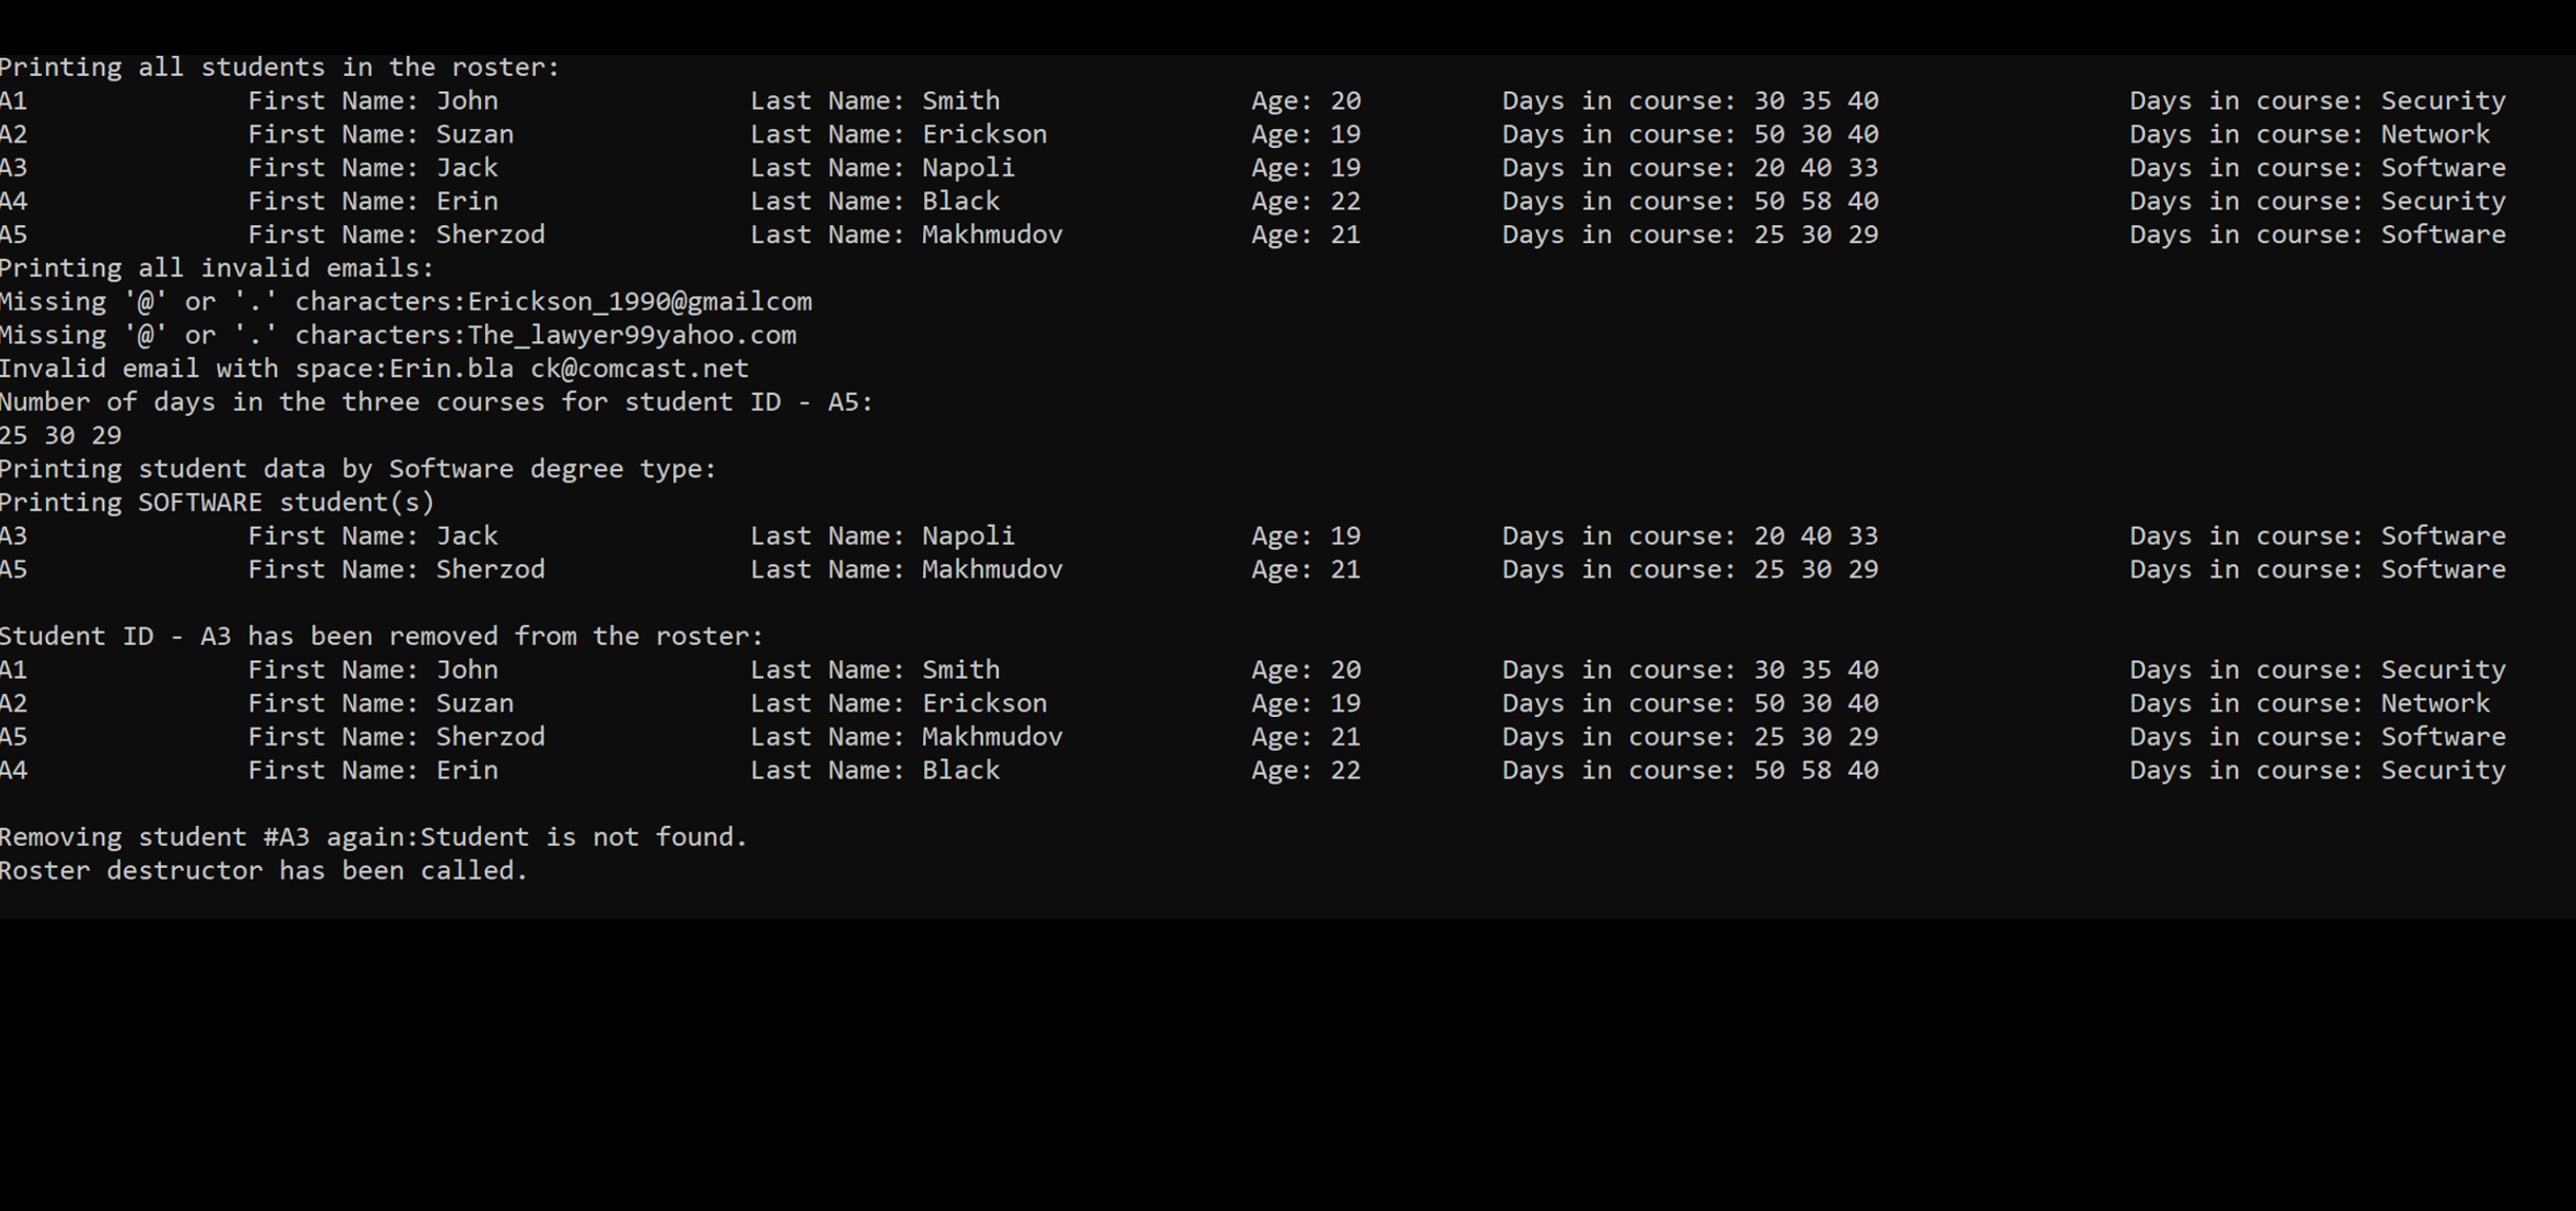 Printing all students in the roster:
A1 First Name: John Last Name: Smith Age: 20 Days in course: 30 35 40 Days in course: Security
A2 First Name: Suzan Last Name: Erickson Age: 19 Days in course: 50 30 40 Days in course: Network
A3 First Name: Jack Last Name: Napoli Age: 19 Days in course: 20 40 33 Days in course: Software
A4 First Name: Erin Last Name: Black Age: 22 Days in course: 50 58 40 Days in course: Security
A5 First Name: Sherzod Last Name: Makhmudov Age: 21 Days in course: 25 30 29 Days in course: Software
Printing all invalid emails:
Missing '@' or '.' characters:Erickson_1990@gmailcom
Missing '@' or '.' characters:The_lawyer99yahoo.com
Invalid email with space:Erin.bla ck@comcast.net
Number of days in the three courses for student ID - A5:
25 30 29
Printing student data by Software degree type:
Printing SOFTWARE student(s)
A3 First Name: Jack Last Name: Napoli Age: 19 Days in course: 20 40 33 Days in course: Software
A5 First Name: Sherzod Last Name: Makhmudov Age: 21 Days in course: 25 30 29 Days in course: Software
Student ID - A3 has been removed from the roster:
A1 First Name: John Last Name: Smith Age: 20 Days in course: 30 35 40 Days in course: Security
A2 First Name: Suzan Last Name: Erickson Age: 19 Days in course: 50 30 40 Days in course: Network
A5 First Name: Sherzod Last Name: Makhmudov Age: 21 Days in course: 25 30 29 Days in course: Software
A4 First Name: Erin Last Name: Black Age: 22 Days in course: 50 58 40 Days in course: Security
Removing student #A3 again:Student is not found.
Roster destructor has been called.